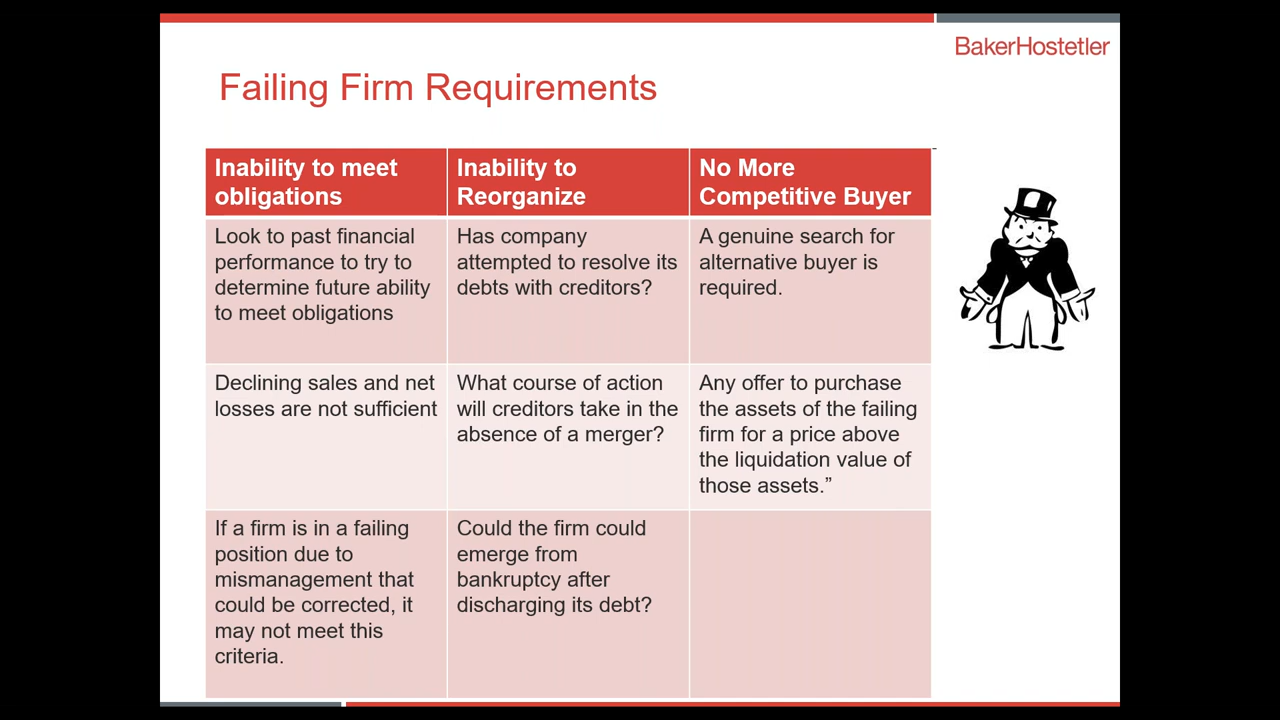 BakerHostetler
Failing Firm Requirements
Inability to meet
obligations
Inability to
Reorganize
No More
Competitive Buyer
Look to past financial
performance to try to
determine future ability
to meet obligations
Has company
attempted to resolve its
debts with creditors?
A genuine search for
alternative buyer is
required.
Declining sales and net
losses are not sufficient
What course of action
will creditors take in the
absence of a merger?
Any offer to purchase
the assets of the failing
firm for a price above
the liquidation value of
those assets.”
If a firm is in a failing
position due to
mismanagement that
could be corrected, it
may not meet this
criteria.
Could the firm could
emerge from
bankruptcy after
discharging its debt?